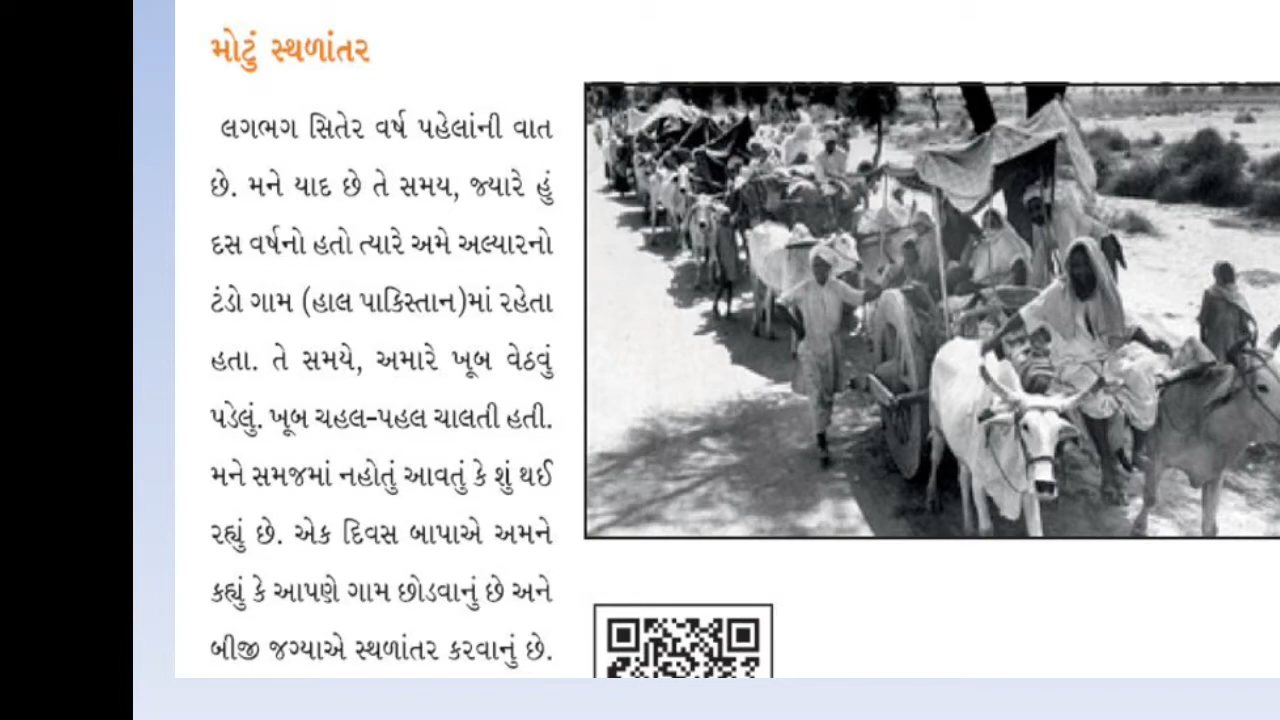 મોટું સ્થળાંતર
લગભગ સિતેર વર્ષ પહેલાંની વાત
છે. મને યાદ છે તે સમય, જ્યારે હું
દસ વર્ષનો હતો ત્યારે અમે અલ્યારનો
ટંડો ગામ (હાલ પાકિસ્તાન)માં રહેતા
હતા. તે સમયે, અમારે ખૂબ વેઠવું
પડેલું. ખૂબ ચહલ-પહલ ચાલતી હતી.
મને સમજમાં નહોતું આવતું કે શું થઈ
રહ્યું છે. એક દિવસ બાપાએ અમને
કહ્યું કે આપણે ગામ છોડવાનું છે અને
બીજી જગ્યાએ સ્થળાંતર કરવાનું છે.